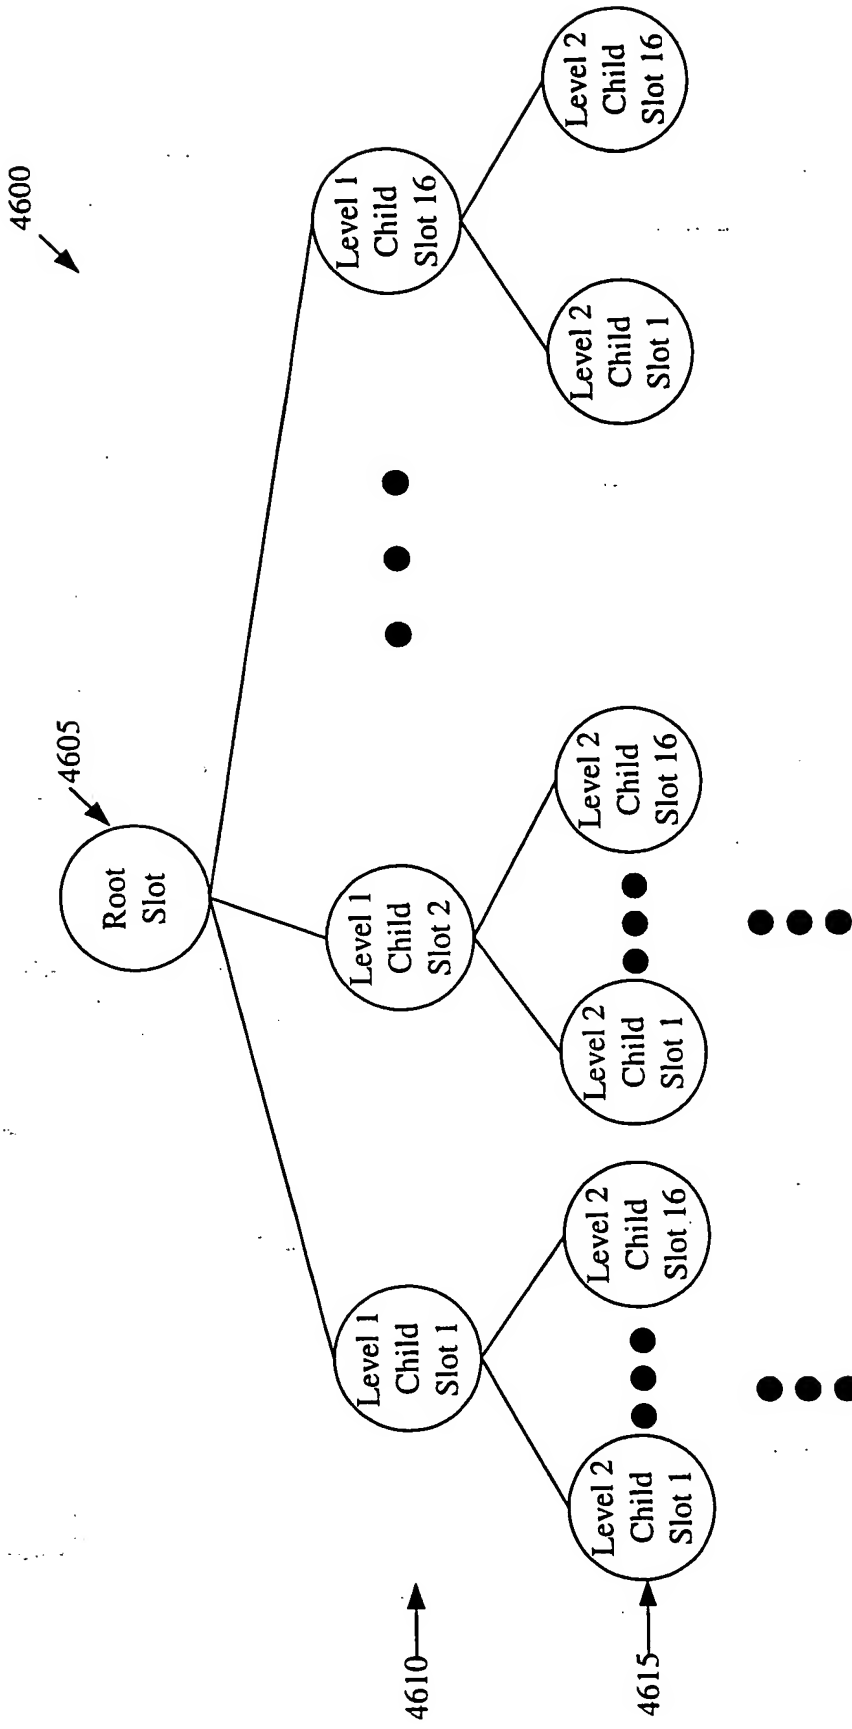 4600
4605
Root
Slot
4610
Level 1
Child
Slot 1
Level 1
Child
Slot 2
Level 1
Child
Slot 16
4615
Level 2
Child
Slot 1
Level 2
Child
Slot 16
Level 2
Child
Slot 1
Level 2
Child
Slot 16
Level 2
Child
Slot 1
Level 2
Child
Slot 16